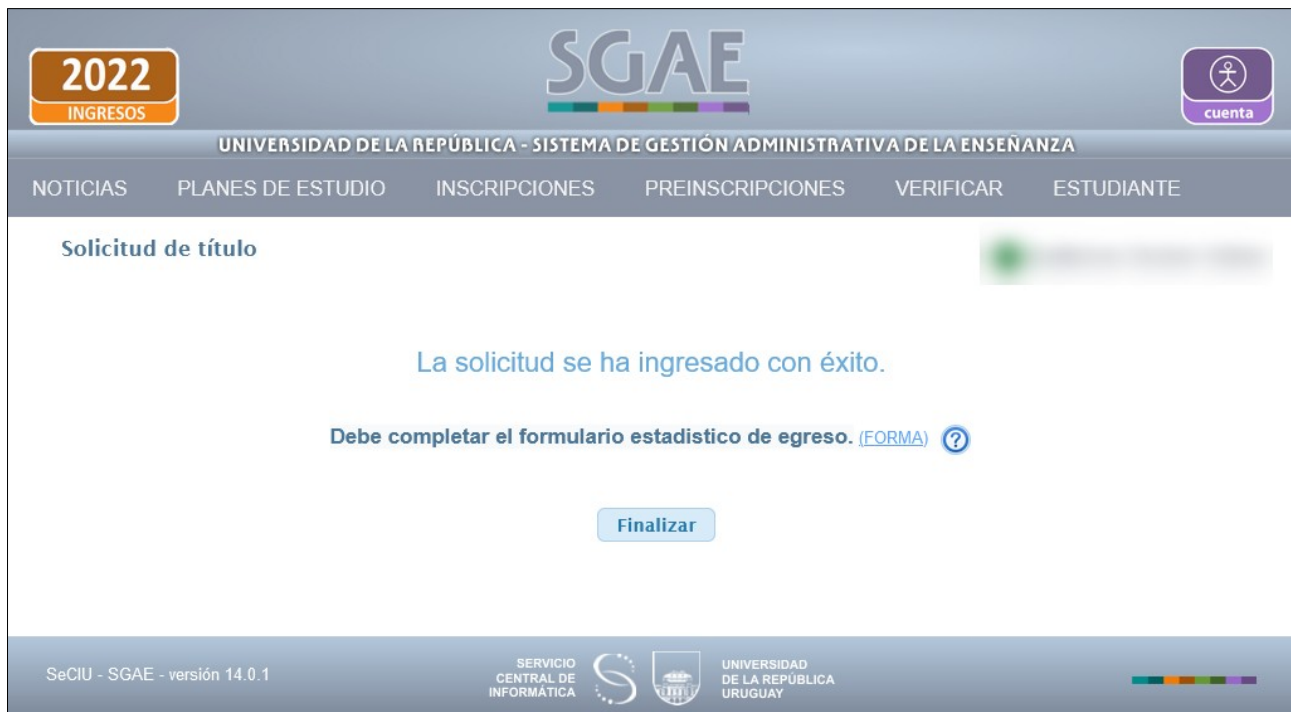 2022
INGRESOS
SGAE
cuenta
UNIVERSIDAD DE LA REPÚBLICA - SISTEMA DE GESTIÓN ADMINISTRATIVA DE LA ENSEÑANZA
NOTICIAS PLANES DE ESTUDIO INSCRIPCIONES PREINSCRIPCIONES VERIFICAR ESTUDIANTE
Solicitud de título
La solicitud se ha ingresado con éxito.
Debe completar el formulario estadistico de egreso. (FORMA) ?
Finalizar
SeCIU - SGAE - versión 14.0.1
SERVICIO
CENTRAL DE
INFORMÁTICA
UNIVERSIDAD
DE LA REPÚBLICA
URUGUAY